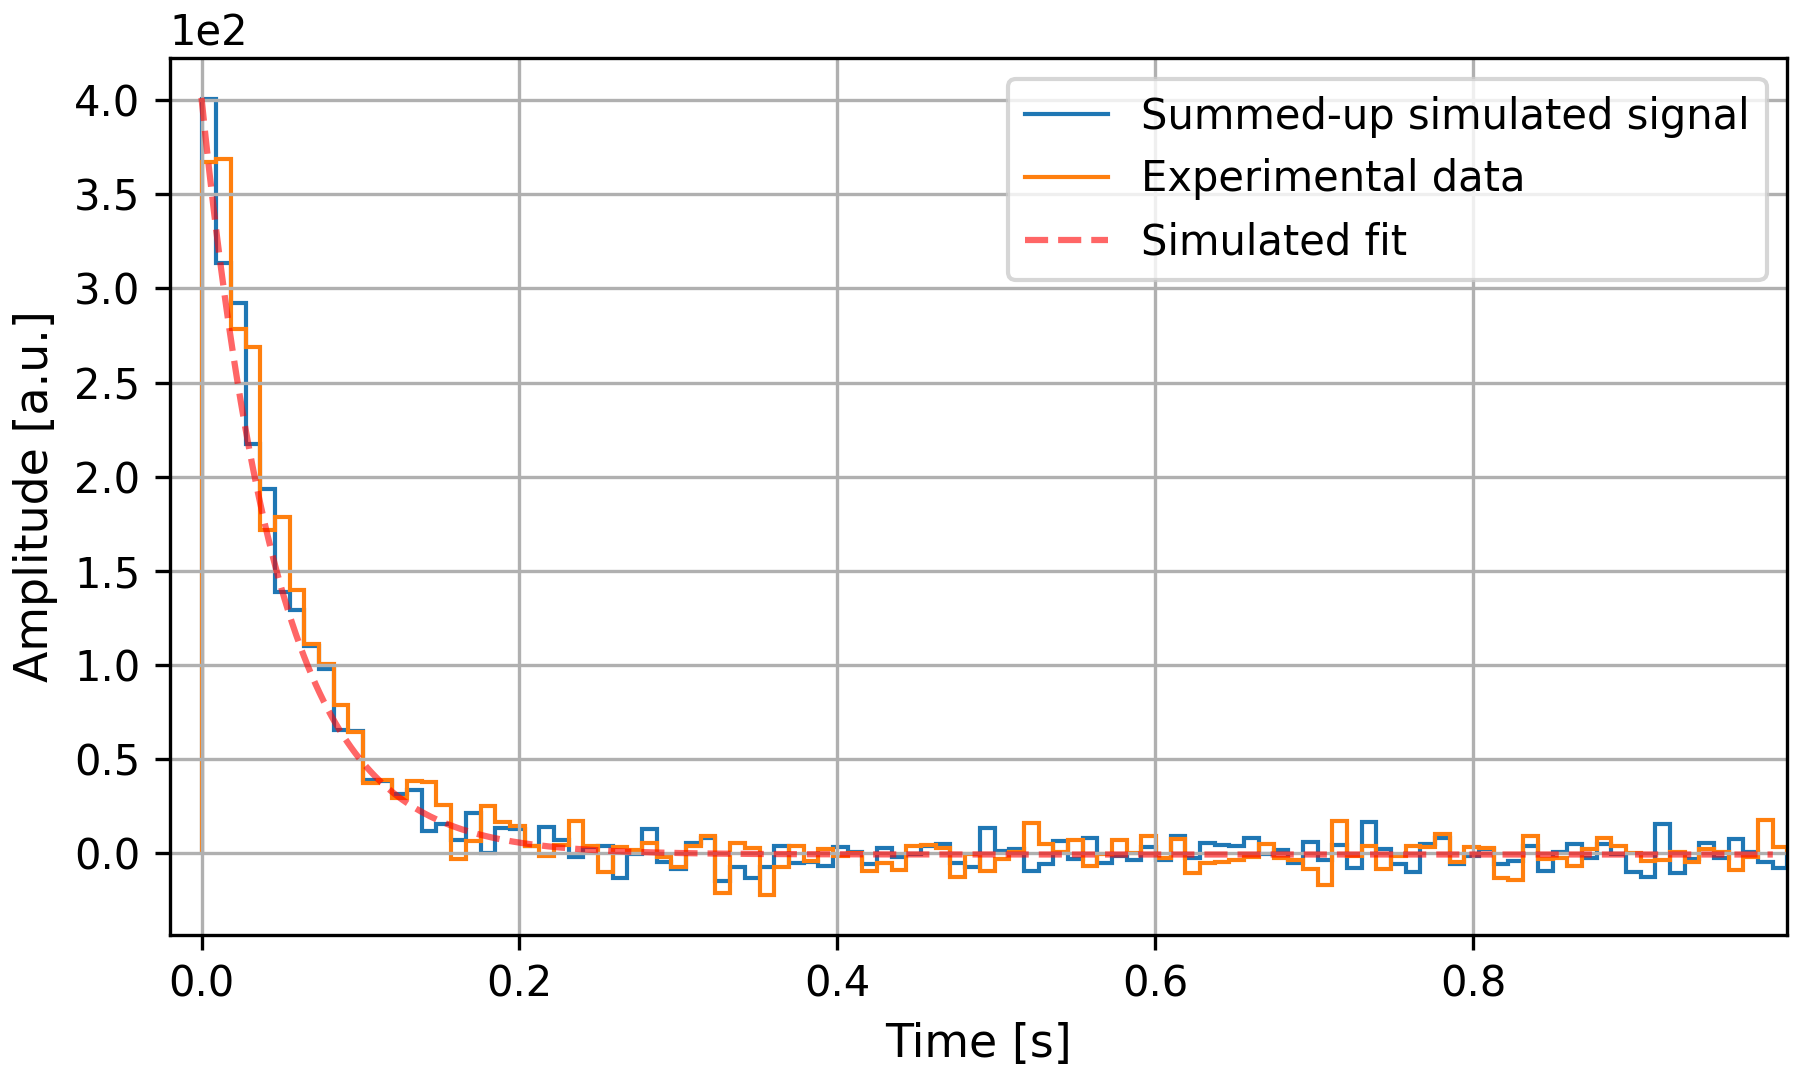 1e2
4.0
3.5
3.0
2.5
2.0
1.5
1.0
0.5
0.0
Amplitude [a.u.]
Summed-up simulated signal
Experimental data
Simulated fit
0.0 0.2 0.4 0.6 0.8
Time [s]